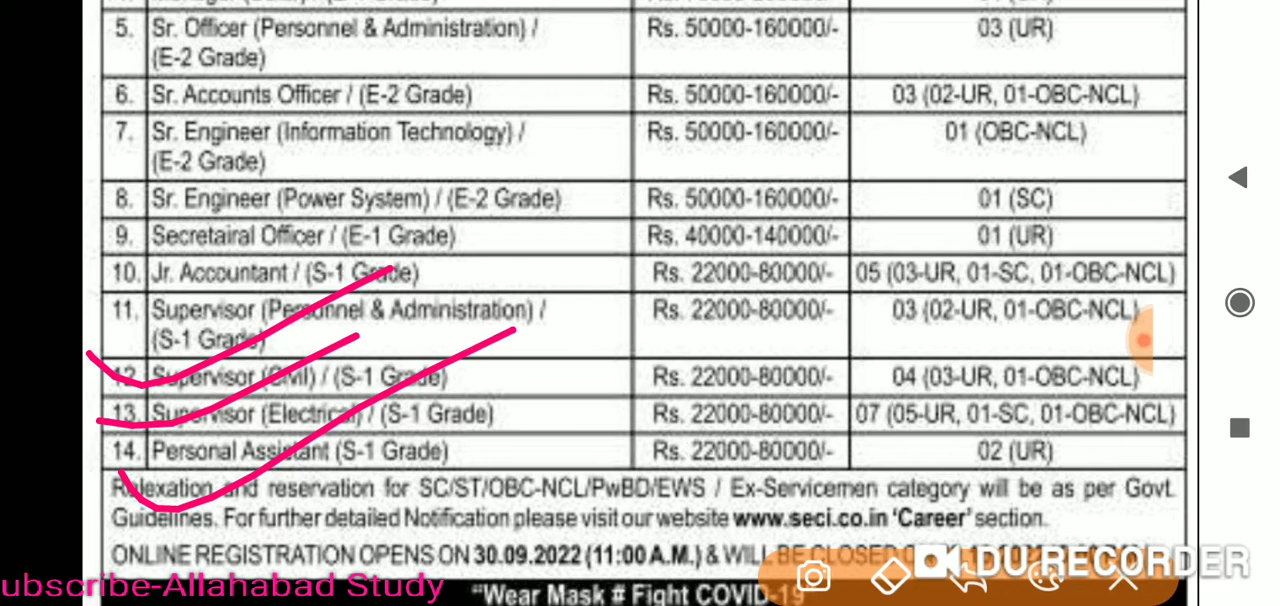 5. Sr. Officer (Personnel & Administration) / Rs. 50000-160000/- 03 (UR)
(E-2 Grade)
6. Sr. Accounts Officer / (E-2 Grade) Rs. 50000-160000/- 03 (02-UR, 01-OBC-NCL)
7. Sr. Engineer (Information Technology) / Rs. 50000-160000/- 01 (OBC-NCL)
(E-2 Grade)
8. Sr. Engineer (Power System) / (E-2 Grade) Rs. 50000-160000/- 01 (SC)
9. Secretairal Officer / (E-1 Grade) Rs. 40000-140000/- 01 (UR)
10. Jr. Accountant / (S-1 Grade) Rs. 22000-80000/- 05 (03-UR, 01-SC, 01-OBC-NCL)
11. Supervisor (Personnel & Administration) / Rs. 22000-80000/- 03 (02-UR, 01-OBC-NCL)
(S-1 Grade)
12. Supervisor (Civil) / (S-1 Grade) Rs. 22000-80000/- 04 (03-UR, 01-OBC-NCL)
13. Supervisor (Electrical) / (S-1 Grade) Rs. 22000-80000/- 07 (05-UR, 01-SC, 01-OBC-NCL)
14. Personal Assistant (S-1 Grade) Rs. 22000-80000/- 02 (UR)
Relexation and reservation for SC/ST/OBC-NCL/PwBD/EWS / Ex-Servicemen category will be as per Govt.
Guidelines. For further detailed Notification please visit our website www.seci.co.in 'Career' section.
ONLINE REGISTRATION OPENS ON 30.09.2022 (11:00 A.M.) & WILL BE CLOSED
DU RECORDER
ubscribe-Allahabad Study
"Wear Mask # Fight COVID-19